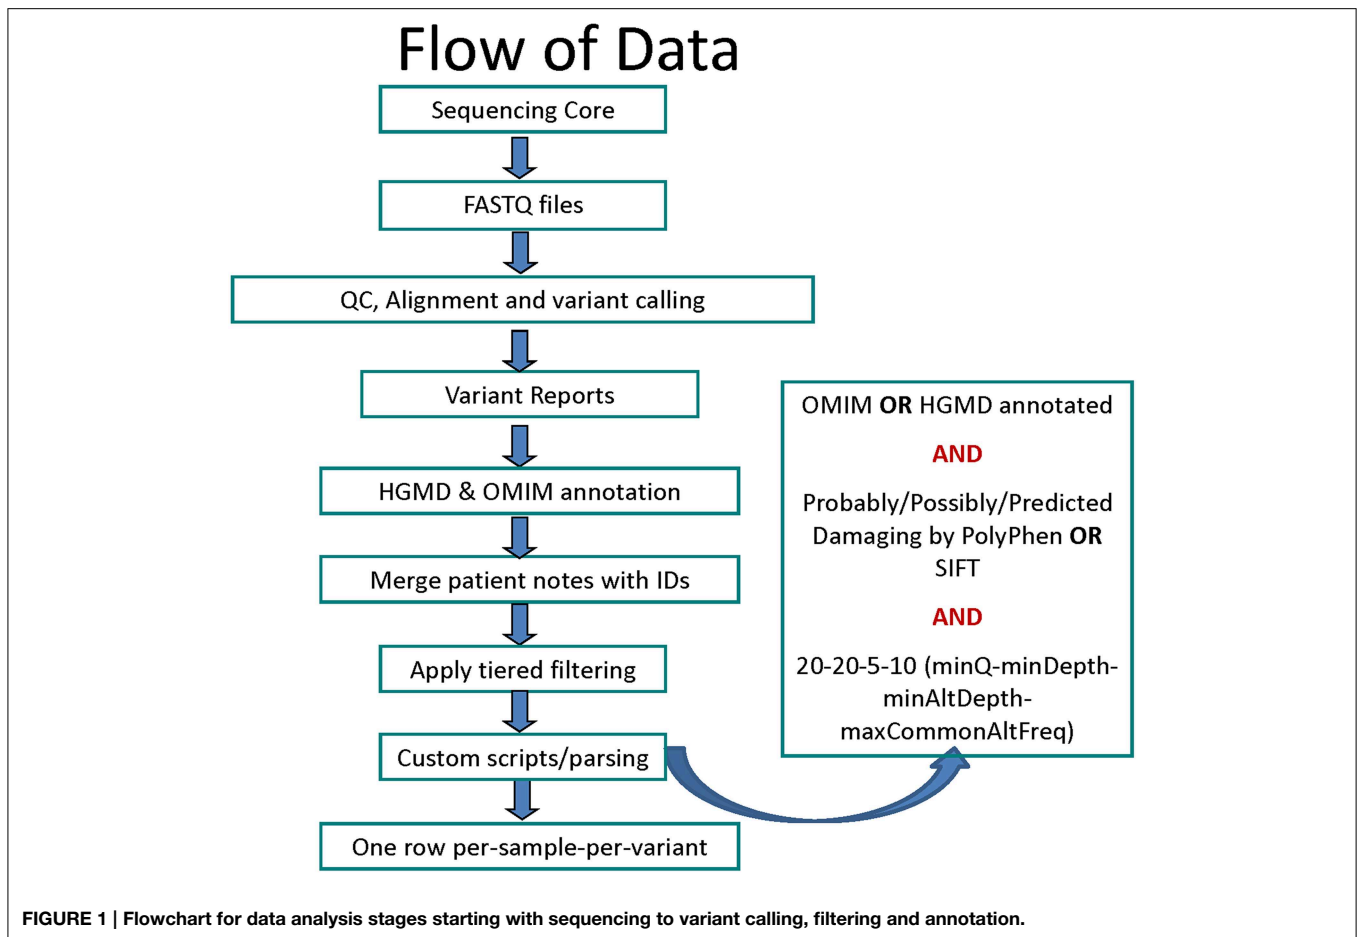 Flow of Data
Sequencing Core
FASTQ files
QC, Alignment and variant calling
Variant Reports
HGMD & OMIM annotation
Merge patient notes with IDs
Apply tiered filtering
Custom scripts/parsing
One row per-sample-per-variant
OMIM OR HGMD annotated
AND
Probably/Possibly/Predicted
Damaging by PolyPhen OR
SIFT
AND
20-20-5-10 (minQ-minDepth-
minAltDepth-
maxCommonAltFreq)
FIGURE 1 | Flowchart for data analysis stages starting with sequencing to variant calling, filtering and annotation.